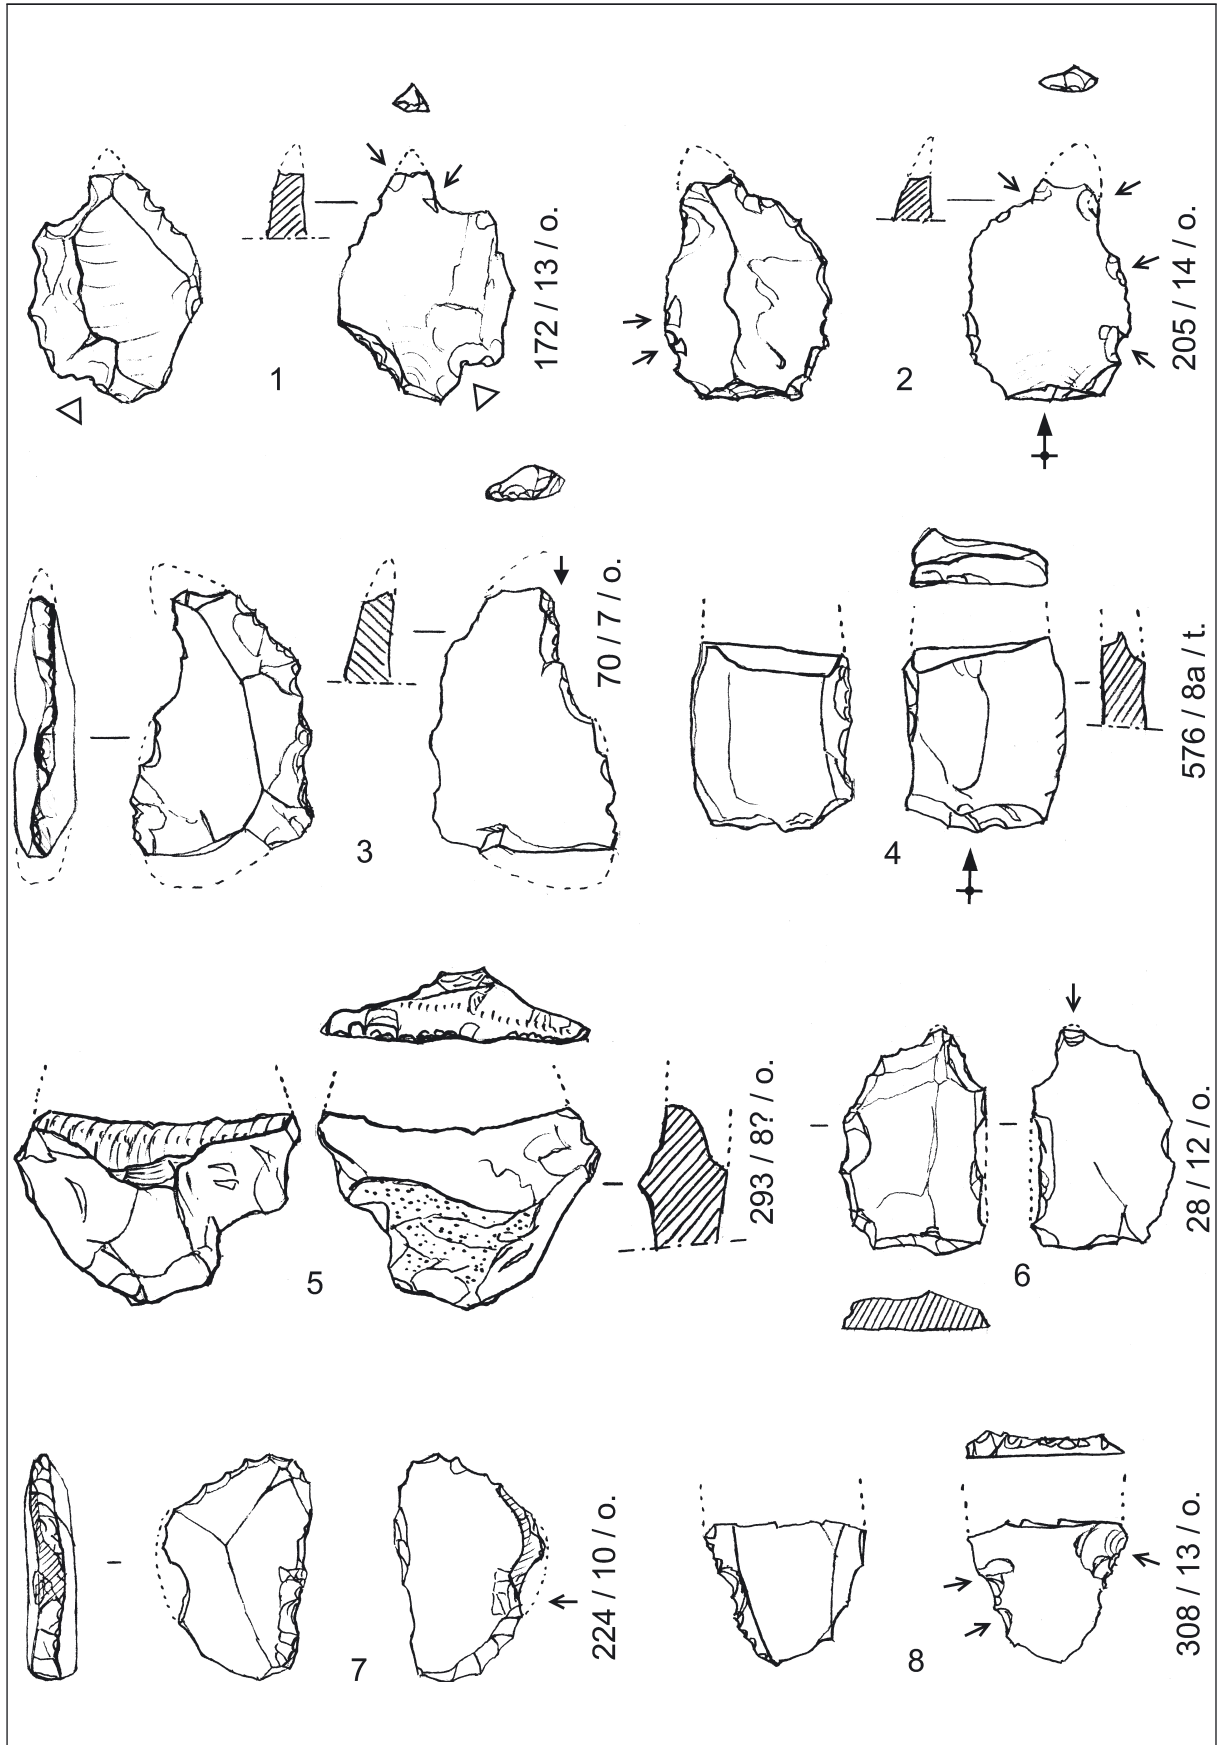 1
172 / 13 / o.
2
205 / 14 / o.
3
70 / 7 / o.
4
576 / 8a / t.
5
293 / 8? / o.
6
28 / 12 / o.
7
224 / 10 / o.
8
308 / 13 / o.